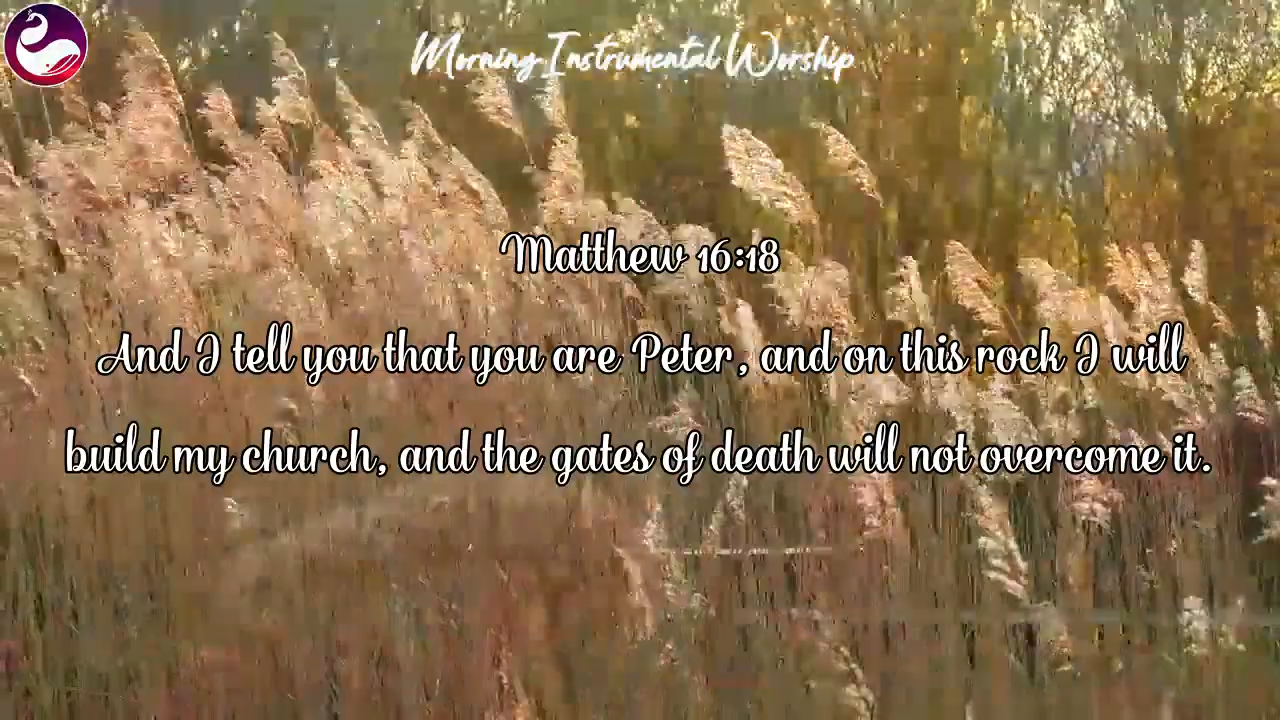 Morning Instrumental Worship
Matthew 16:18
And I tell you that you are Peter, and on this rock I will
build my church, and the gates of death will not overcome it.